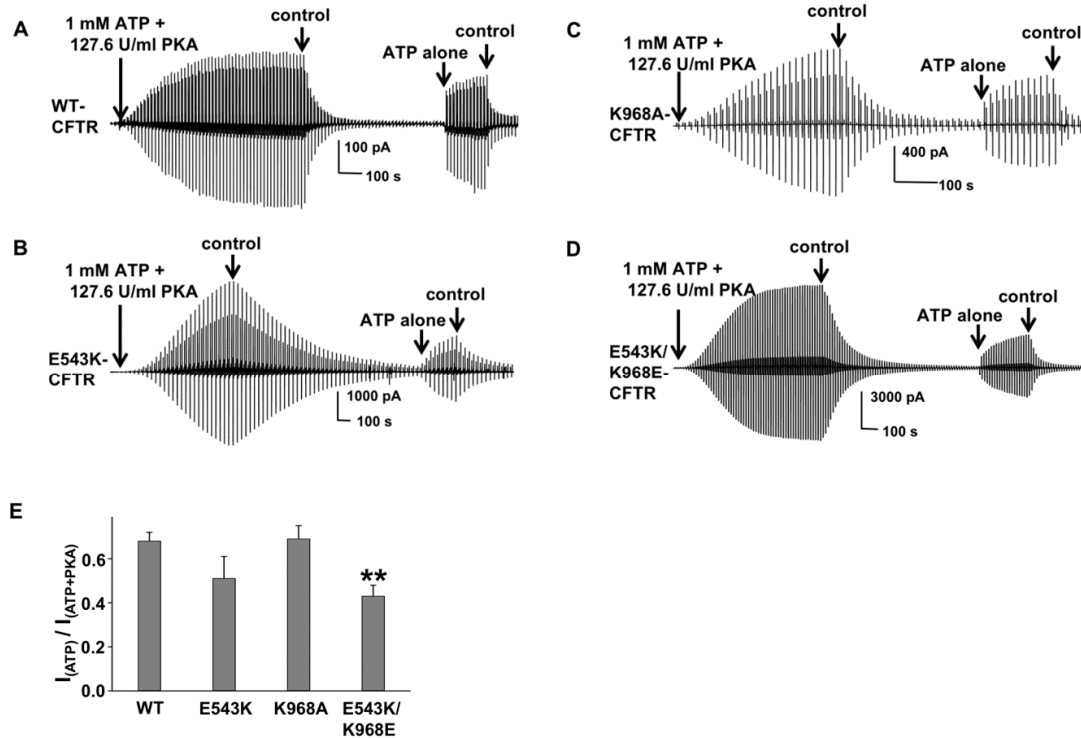 A
1 mM ATP +
127.6 U/ml PKA
control
ATP alone
control
WT-
CFTR
100 pA
100 s
B
1 mM ATP +
127.6 U/ml PKA
control
ATP alone
control
E543K-
CFTR
1000 pA
100 s
C
1 mM ATP +
127.6 U/ml PKA
control
ATP alone
control
K968A-
CFTR
400 pA
100 s
D
1 mM ATP +
127.6 U/ml PKA
control
ATP alone
control
E543K/
K968E-
CFTR
3000 pA
100 s
E
I(ATP) / I(ATP+PKA)
0.6
0.4
0.2
0.0
**
WT
E543K
K968A
E543K/
K968E